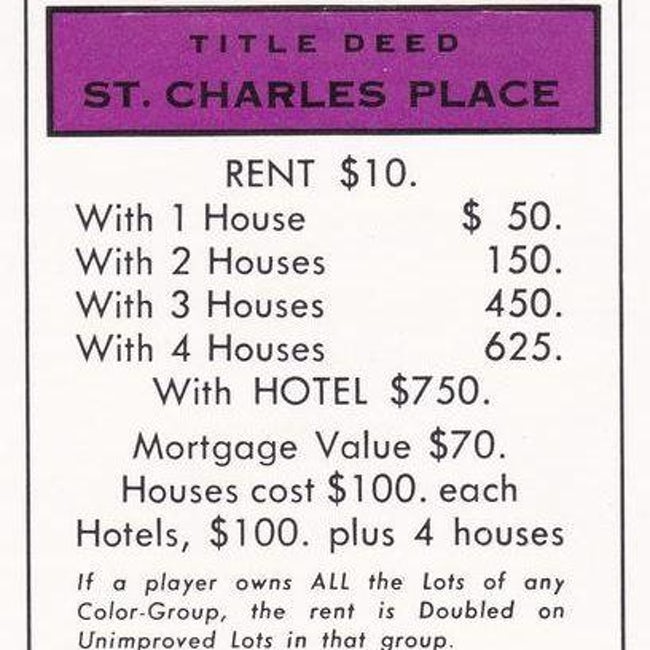 TITLE DEED
ST. CHARLES PLACE
RENT $10.
With 1 House $ 50.
With 2 Houses 150.
With 3 Houses 450.
With 4 Houses 625.
With HOTEL $750.
Mortgage Value $70.
Houses cost $100. each
Hotels, $100. plus 4 houses
If a player owns ALL the Lots of any
Color-Group, the rent is Doubled on
Unimproved Lots in that group.